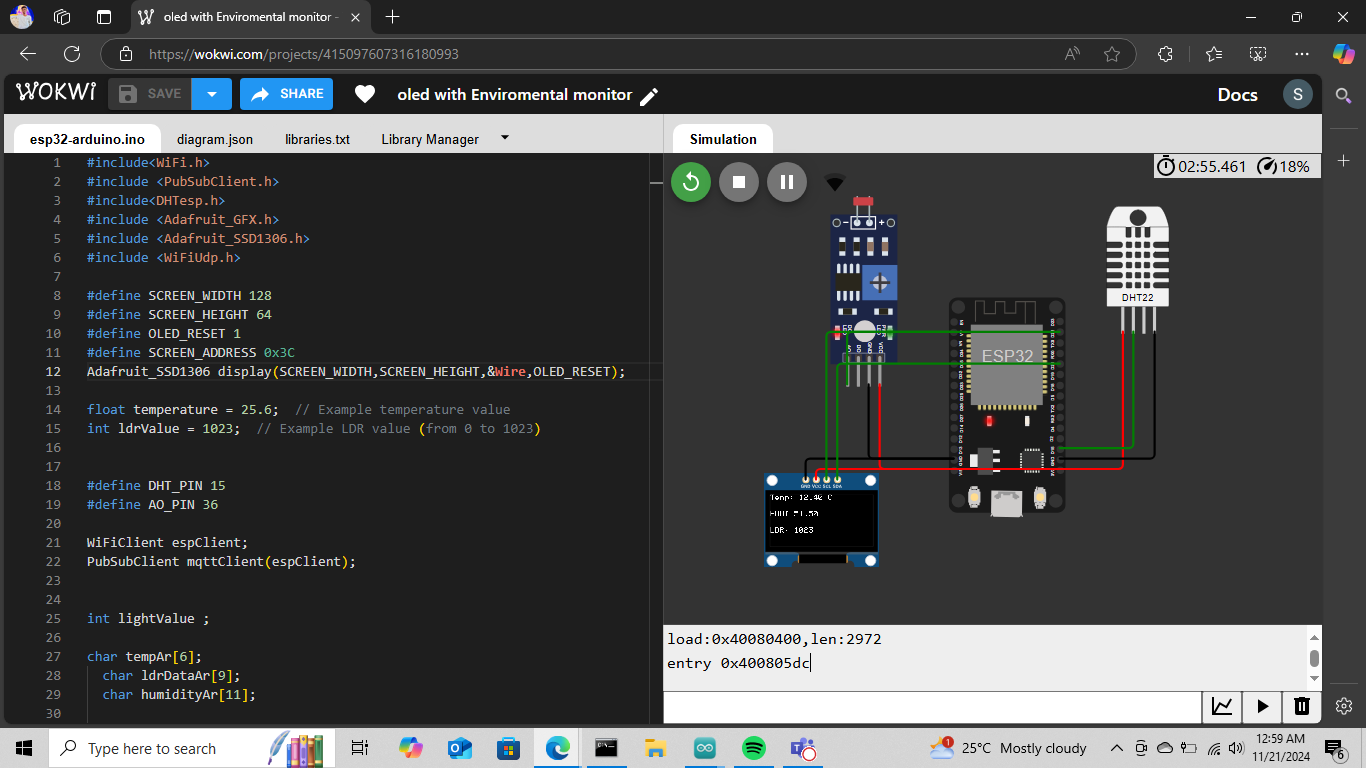 oled with Enviromental monitor -
https://wokwi.com/projects/415097607316180993
WOKWI
SAVE
SHARE
oled with Enviromental monitor
Docs
S
esp32-arduino.ino
diagram.json
libraries.txt
Library Manager
Simulation
1 #include<WiFi.h>
2 #include <PubSubClient.h>
3 #include<DHTesp.h>
4 #include <Adafruit_GFX.h>
5 #include <Adafruit_SSD1306.h>
6 #include <WiFiUdp.h>
7
8 #define SCREEN_WIDTH 128
9 #define SCREEN_HEIGHT 64
10 #define OLED_RESET 1
11 #define SCREEN_ADDRESS 0x3C
12 Adafruit_SSD1306 display(SCREEN_WIDTH,SCREEN_HEIGHT,&Wire,OLED_RESET);
13
14 float temperature = 25.6;  // Example temperature value
15 int ldrValue = 1023;  // Example LDR value (from 0 to 1023)
16
17
18 #define DHT_PIN 15
19 #define AO_PIN 36
20
21 WiFiClient espClient;
22 PubSubClient mqttClient(espClient);
23
24
25 int lightValue ;
26
27 char tempAr[6];
28   char ldrDataAr[9];
29   char humidityAr[11];
30
02:55.461
18%
DHT22
ESP32
GND VCC SCL SDA
Temp: 12.40 C
LDR: 1023
load:0x40080400,len:2972
entry 0x400805dc
Type here to search
1
25°C Mostly cloudy
12:59 AM
11/21/2024
6